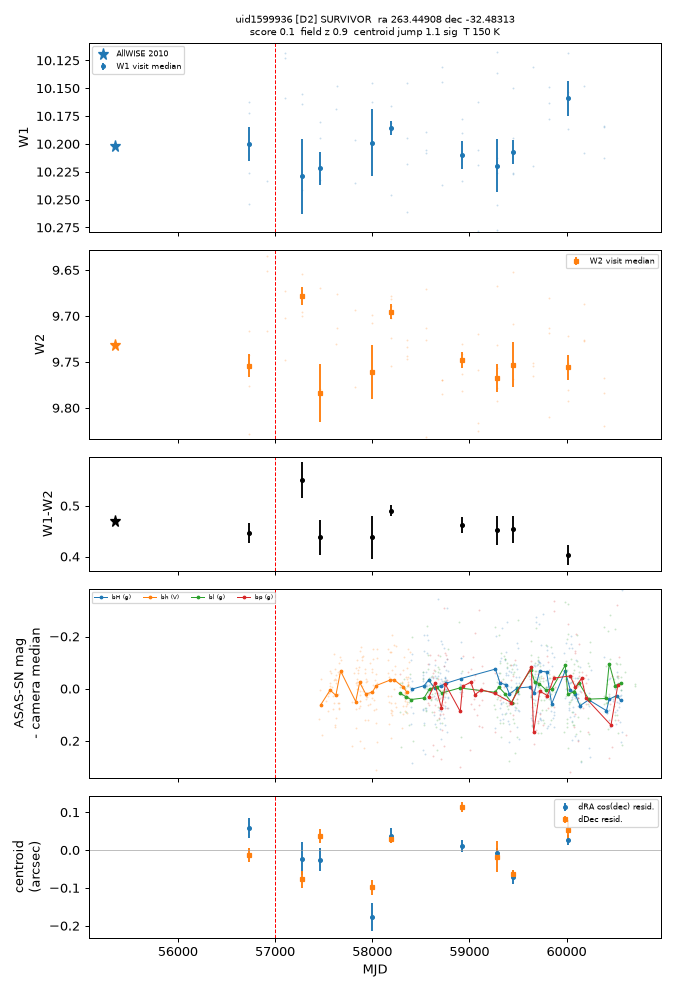 uid1599936 [D2] SURVIVOR  ra 263.44908 dec -32.48313
score 0.1  field z 0.9  centroid jump 1.1 sig  T 150 K
AllWISE 2010
W1 visit median
W1
10.125
10.150
10.175
10.200
10.225
10.250
10.275
W2 visit median
W2
9.65
9.70
9.75
9.80
W1-W2
0.5
0.4
bH (g)
bh (V)
bl (g)
bp (g)
ASAS-SN mag
- camera median
−0.2
0.0
0.2
dRA cos(dec) resid.
dDec resid.
centroid
(arcsec)
0.1
0.0
−0.1
−0.2
56000
57000
58000
59000
60000
MJD